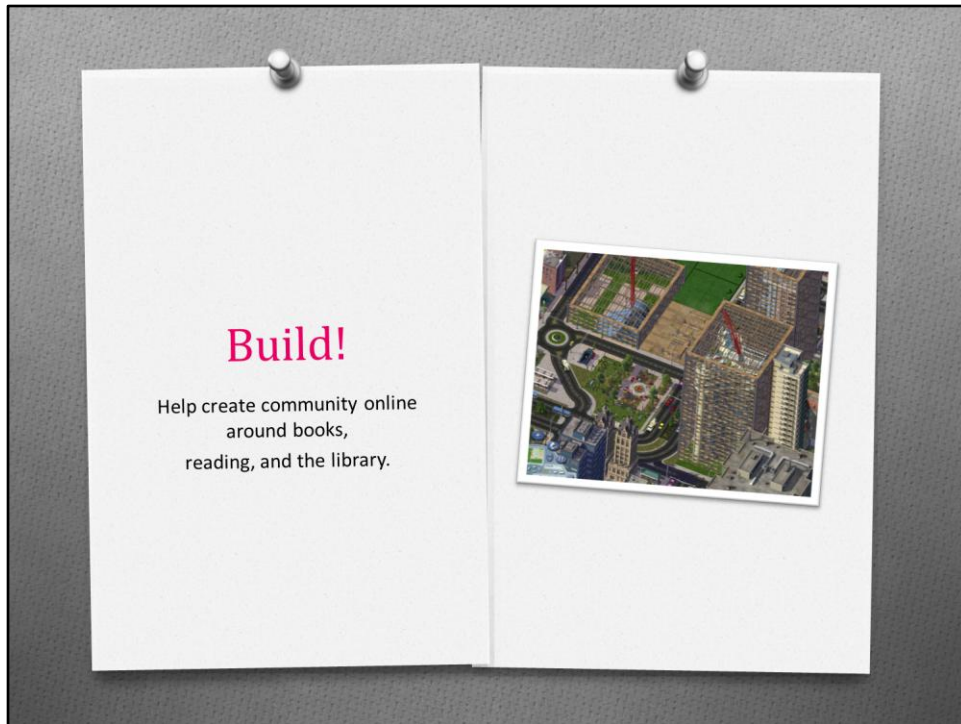 Build!
Help create community online
around books,
reading, and the library.